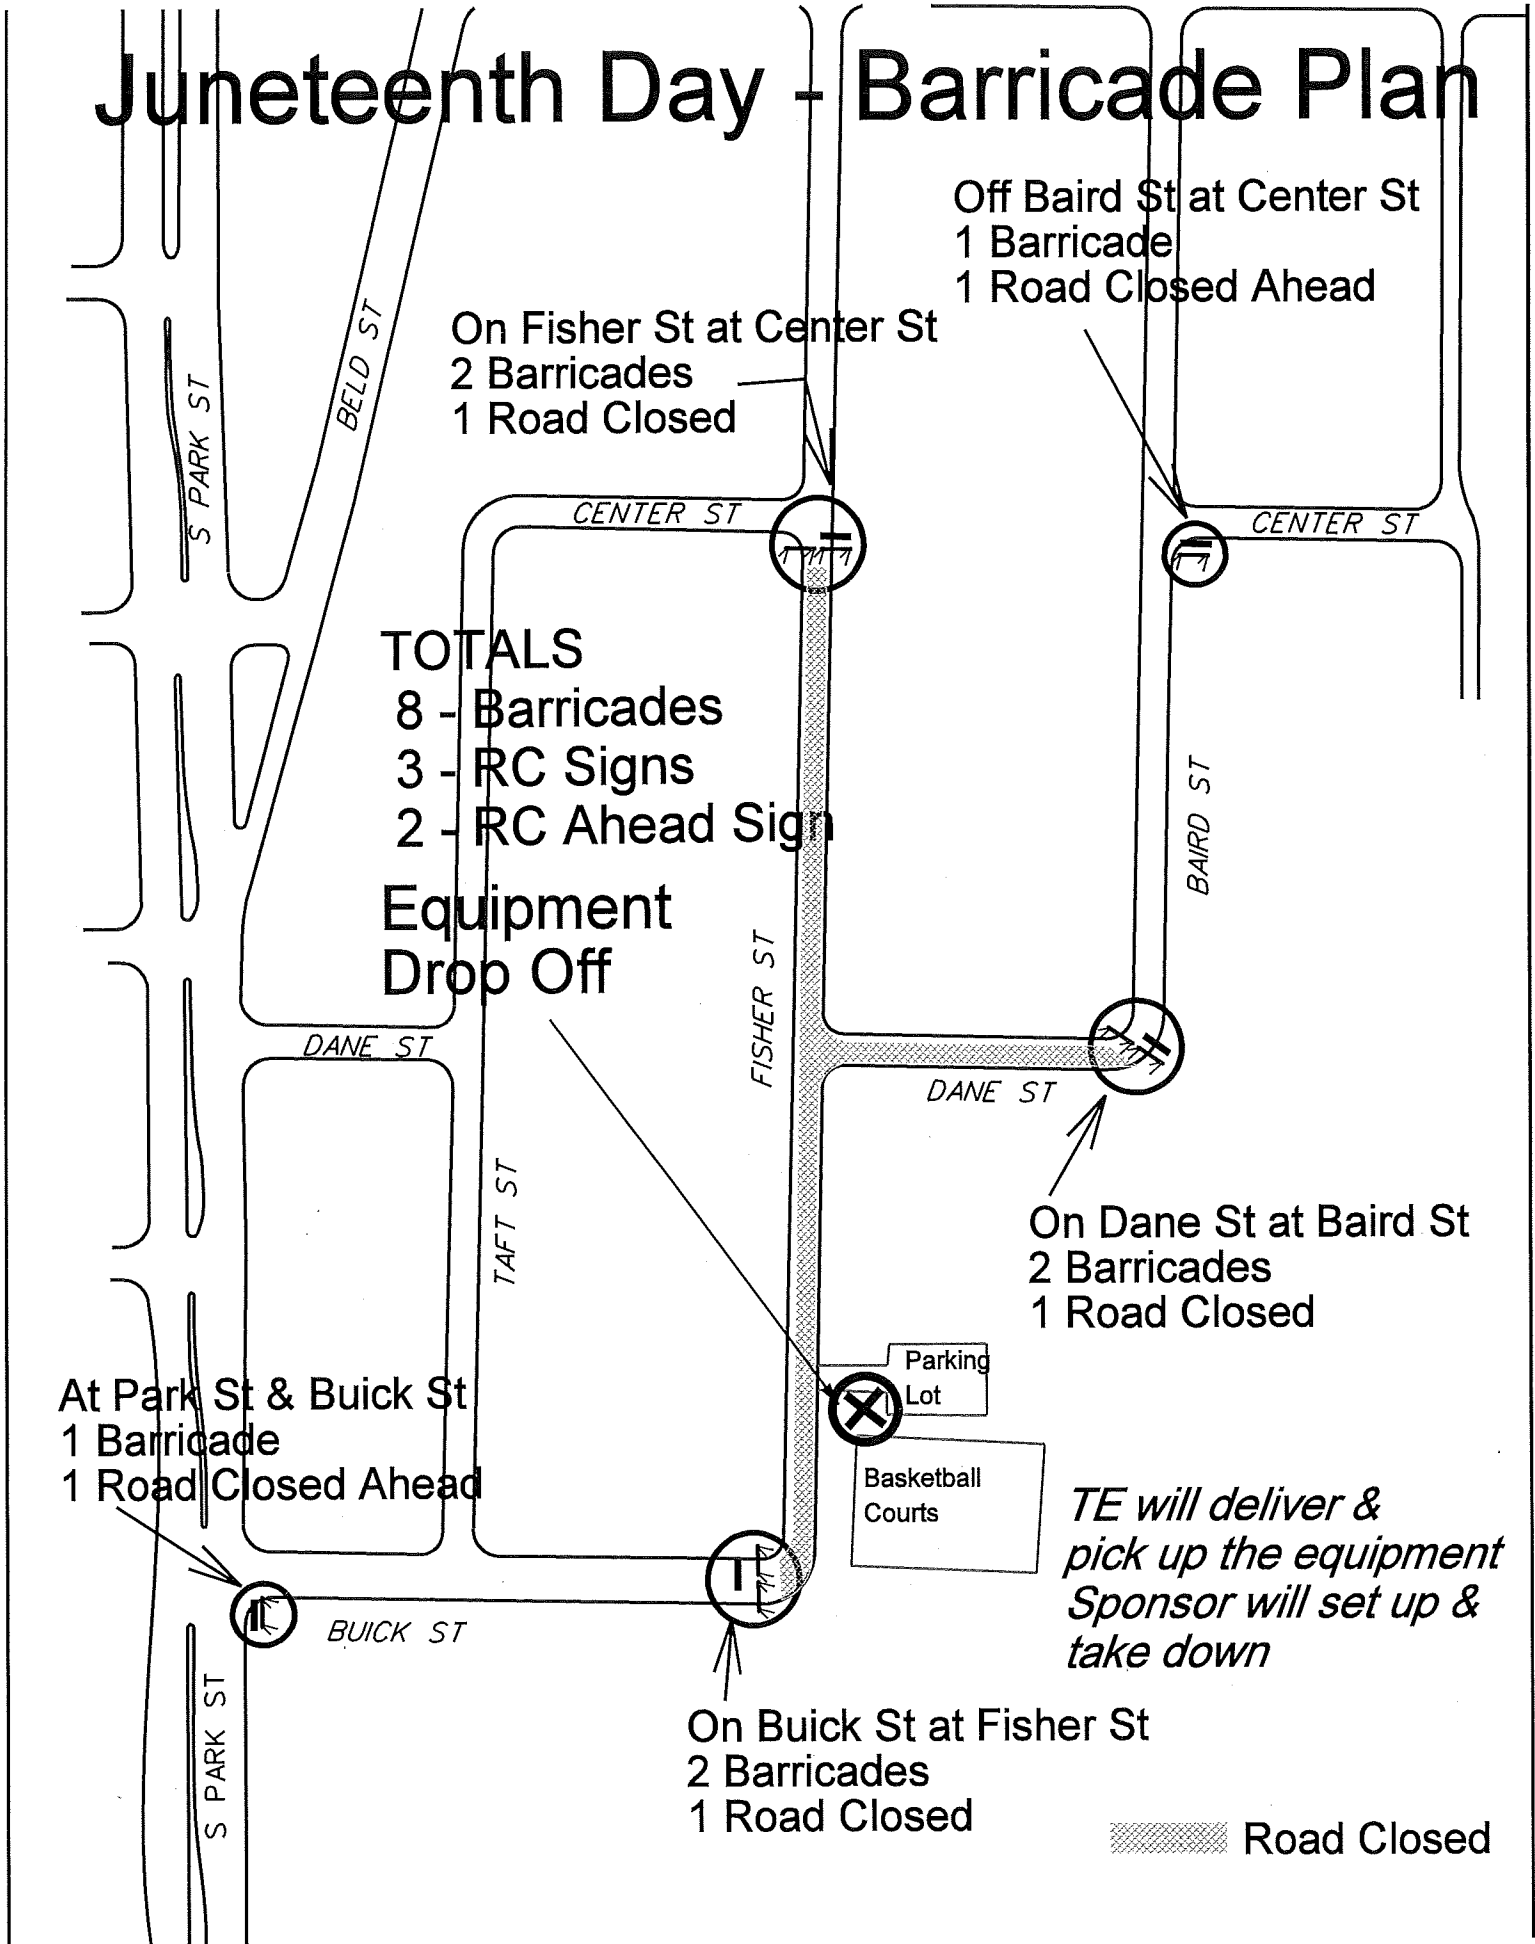 Juneteenth Day - Barricade Plan
Off Baird St at Center St
1 Barricade
1 Road Closed Ahead
On Fisher St at Center St
2 Barricades
1 Road Closed
BELD ST
S PARK ST
CENTER ST
CENTER ST
TOTALS
8 - Barricades
3 - RC Signs
2 - RC Ahead Sign
BAIRD ST
Equipment
Drop Off
FISHER ST
DANE ST
DANE ST
TAFT ST
On Dane St at Baird St
2 Barricades
1 Road Closed
Parking
Lot
At Park St & Buick St
1 Barricade
1 Road Closed Ahead
Basketball
Courts
TE will deliver &
pick up the equipment
Sponsor will set up &
take down
BUICK ST
S PARK ST
On Buick St at Fisher St
2 Barricades
1 Road Closed
Road Closed